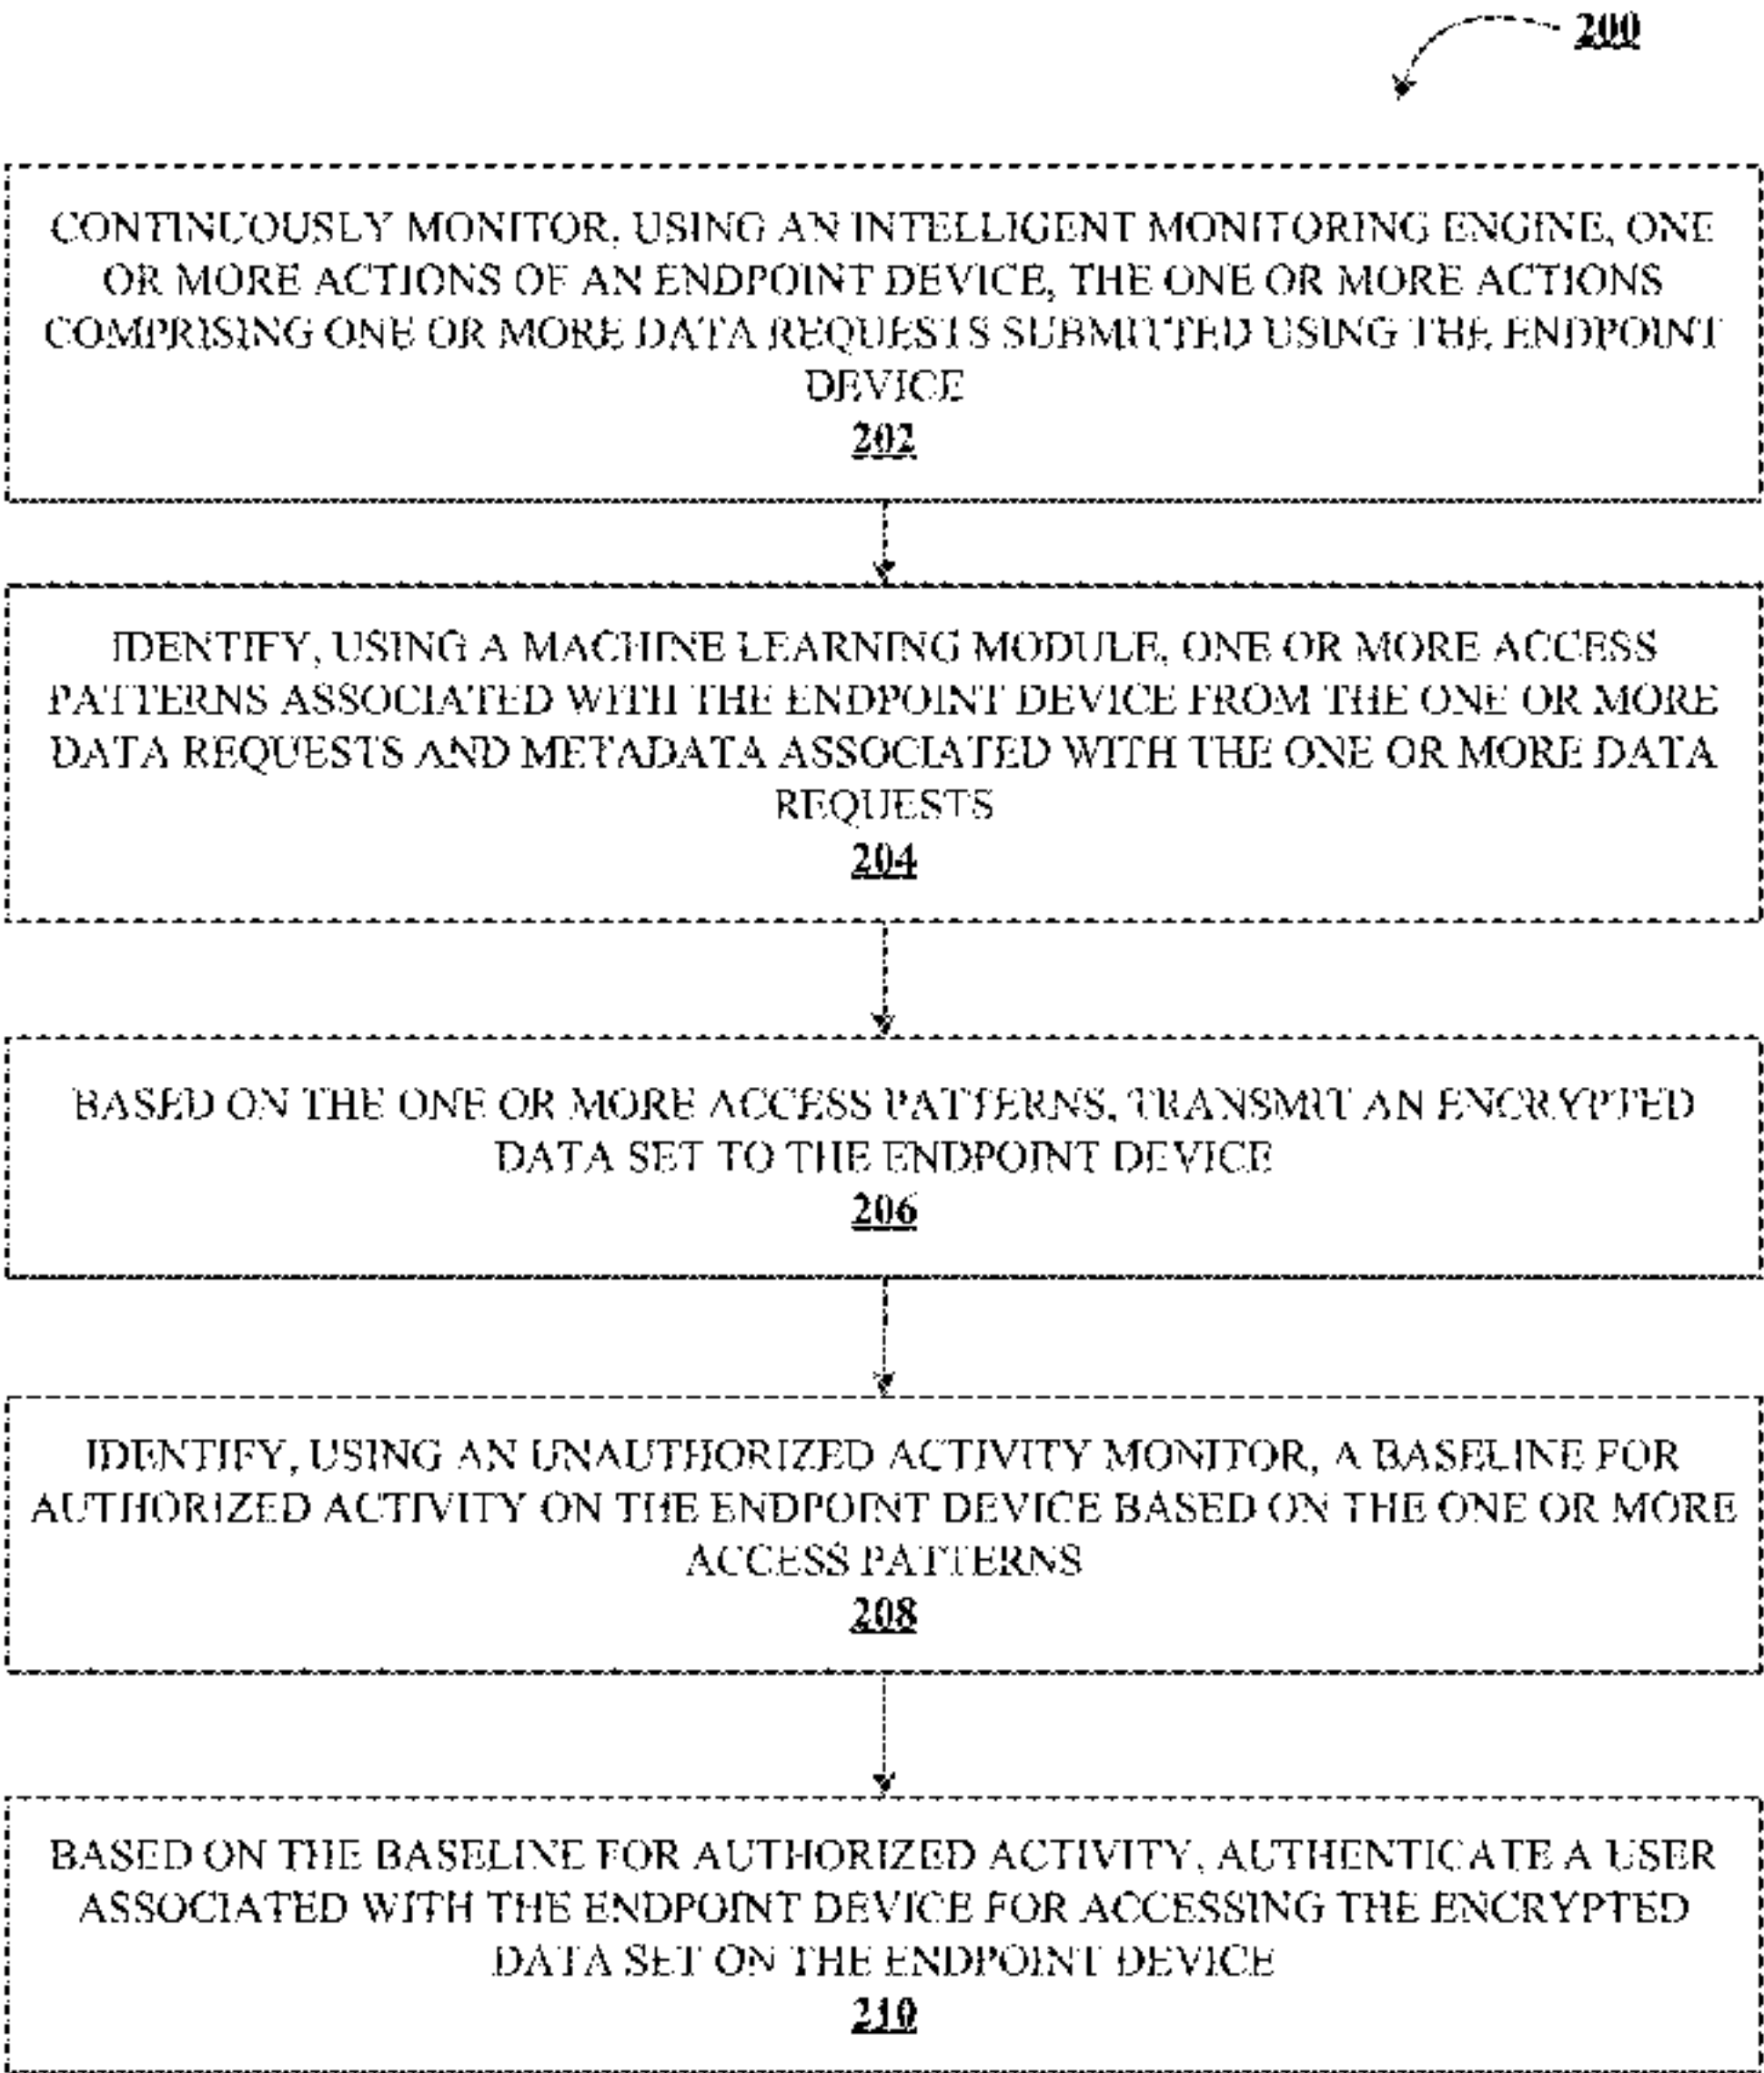 200
CONTINUOUSLY MONITOR, USING AN INTELLIGENT MONITORING ENGINE, ONE
OR MORE ACTIONS OF AN ENDPOINT DEVICE, THE ONE OR MORE ACTIONS
COMPRISING ONE OR MORE DATA REQUESTS SUBMITTED USING THE ENDPOINT
DEVICE
202
IDENTIFY, USING A MACHINE LEARNING MODULE, ONE OR MORE ACCESS
PATTERNS ASSOCIATED WITH THE ENDPOINT DEVICE FROM THE ONE OR MORE
DATA REQUESTS AND METADATA ASSOCIATED WITH THE ONE OR MORE DATA
REQUESTS
204
BASED ON THE ONE OR MORE ACCESS PATTERNS, TRANSMIT AN ENCRYPTED
DATA SET TO THE ENDPOINT DEVICE
206
IDENTIFY, USING AN UNAUTHORIZED ACTIVITY MONITOR, A BASELINE FOR
AUTHORIZED ACTIVITY ON THE ENDPOINT DEVICE BASED ON THE ONE OR MORE
ACCESS PATTERNS
208
BASED ON THE BASELINE FOR AUTHORIZED ACTIVITY, AUTHENTICATE A USER
ASSOCIATED WITH THE ENDPOINT DEVICE FOR ACCESSING THE ENCRYPTED
DATA SET ON THE ENDPOINT DEVICE
210